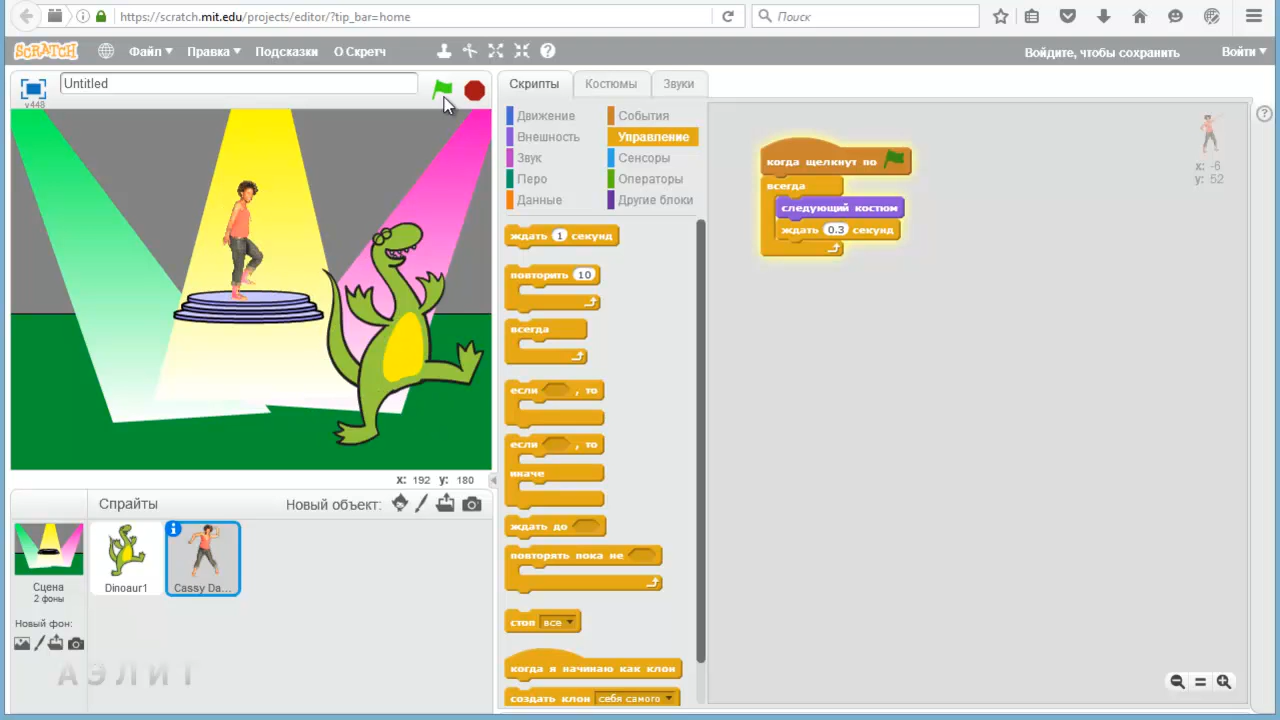 https://scratch.mit.edu/projects/editor/?tip_bar=home
Поиск
SCRATCH
Файл
Правка
Подсказки
О Скретч
Войдите, чтобы сохранить
Войти
v448
Untitled
Скрипты
Костюмы
Звуки
Движение
События
Внешность
Управление
Звук
Сенсоры
Перо
Операторы
Данные
Другие блоки
ждать 1 секунд
повторить 10
всегда
если , то
если , то
иначе
ждать до
повторять пока не
стоп все
когда я начинаю как клон
создать клон себя самого
когда щелкнут по
всегда
следующий костюм
ждать 0.3 секунд
x: -6
y: 52
x: 192 y: 180
Спрайты
Новый объект:
Сцена
2 фоны
Новый фон:
Dinoaur1
Cassy Da...
АЭЛИТ